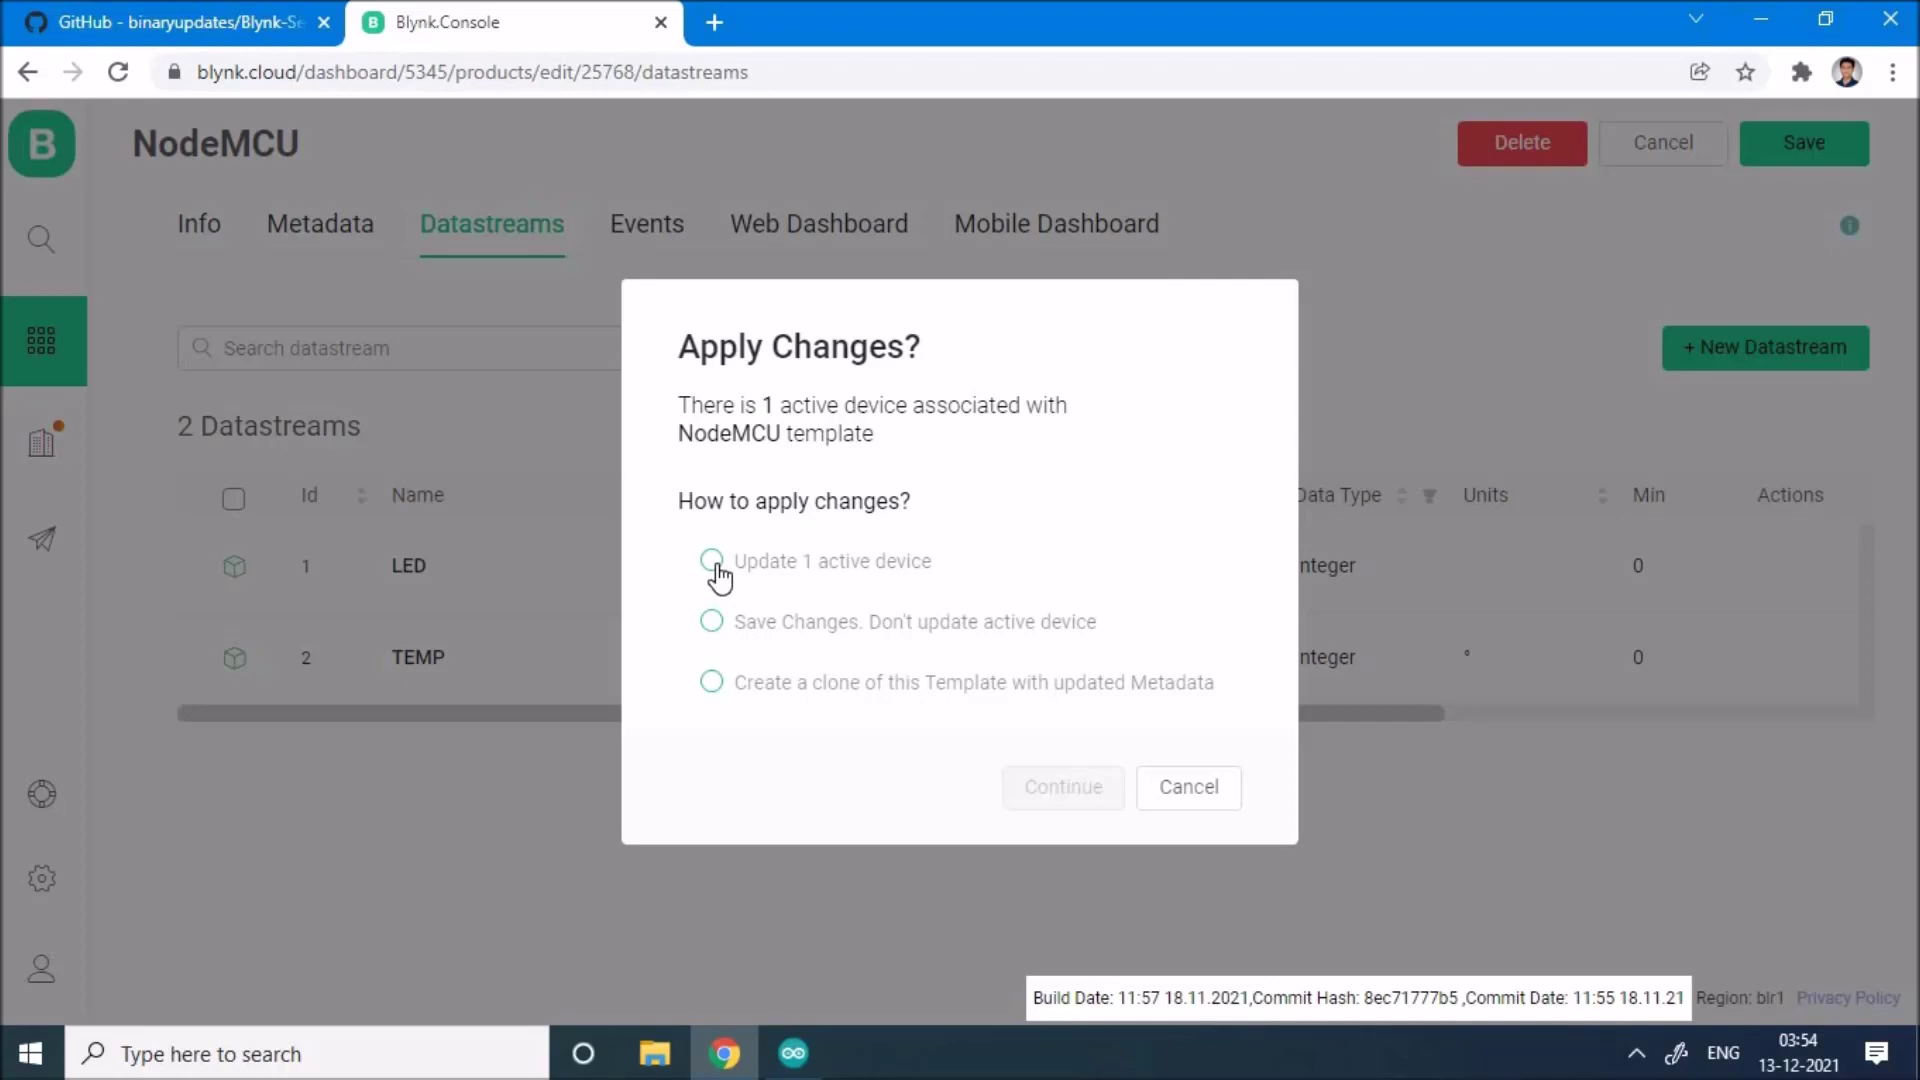 GitHub - binaryupdates/Blynk-Se
Blynk.Console
blynk.cloud/dashboard/5345/products/edit/25768/datastreams
B
NodeMCU
Delete
Cancel
Save
Info
Metadata
Datastreams
Events
Web Dashboard
Mobile Dashboard
Search datastream
+ New Datastream
2 Datastreams
Id
Name
Data Type
Units
Min
Actions
1
LED
nteger
0
2
TEMP
nteger
°
0
Apply Changes?
There is 1 active device associated with
NodeMCU template
How to apply changes?
Update 1 active device
Save Changes. Don't update active device
Create a clone of this Template with updated Metadata
Continue
Cancel
Build Date: 11:57 18.11.2021,Commit Hash: 8ec71777b5 ,Commit Date: 11:55 18.11.21
Region: blr1
Privacy Policy
Type here to search
ENG
03:54
13-12-2021